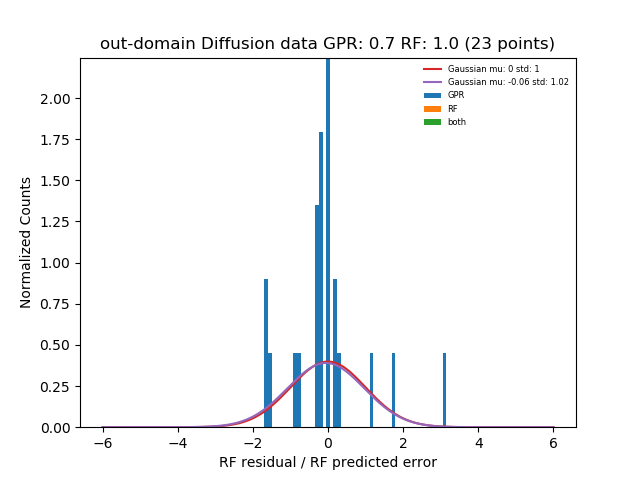 out-domain Diffusion data GPR: 0.7 RF: 1.0 (23 points)
Gaussian mu: 0 std: 1
Gaussian mu: -0.06 std: 1.02
GPR
RF
both
Normalized Counts
2.00
1.75
1.50
1.25
1.00
0.75
0.50
0.25
0.00
−6 −4 −2 0 2 4 6
RF residual / RF predicted error